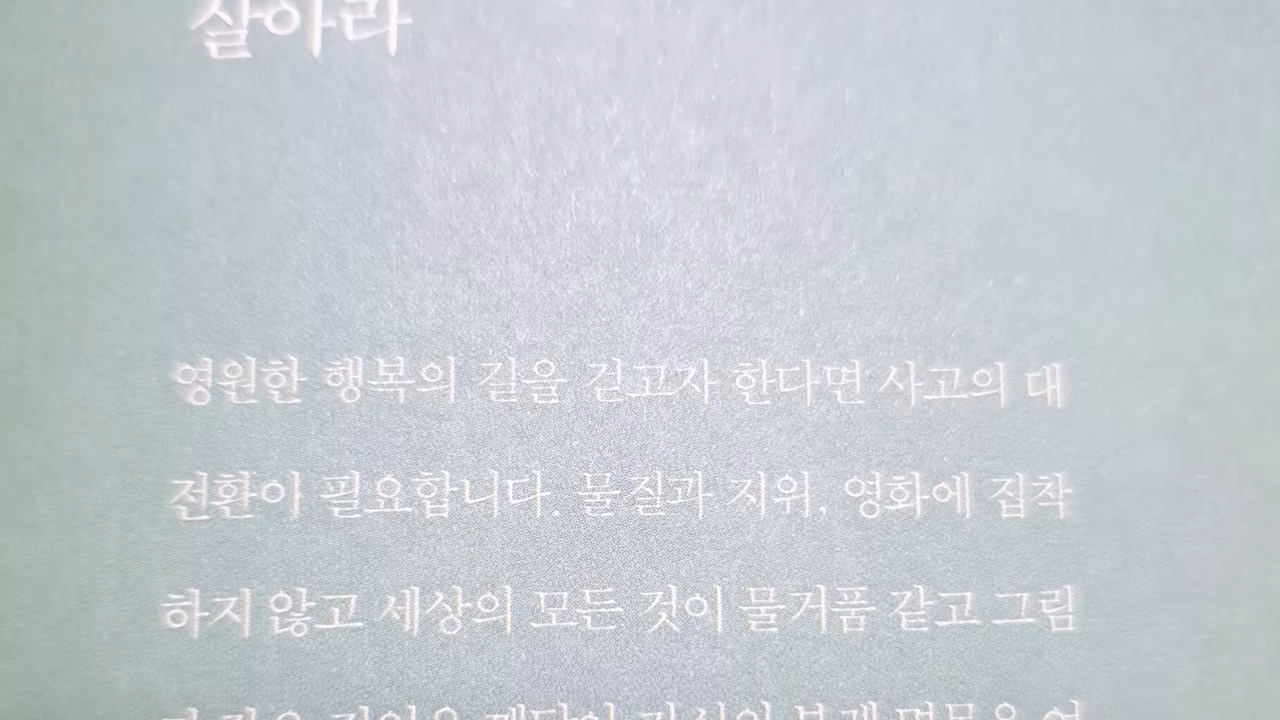 살아라
영원한 행복의 길을 걷고자 한다면 사고의 대
전환이 필요합니다. 물질과 지위, 영화에 집착
하지 않고 세상의 모든 것이 물거품 같고 그림